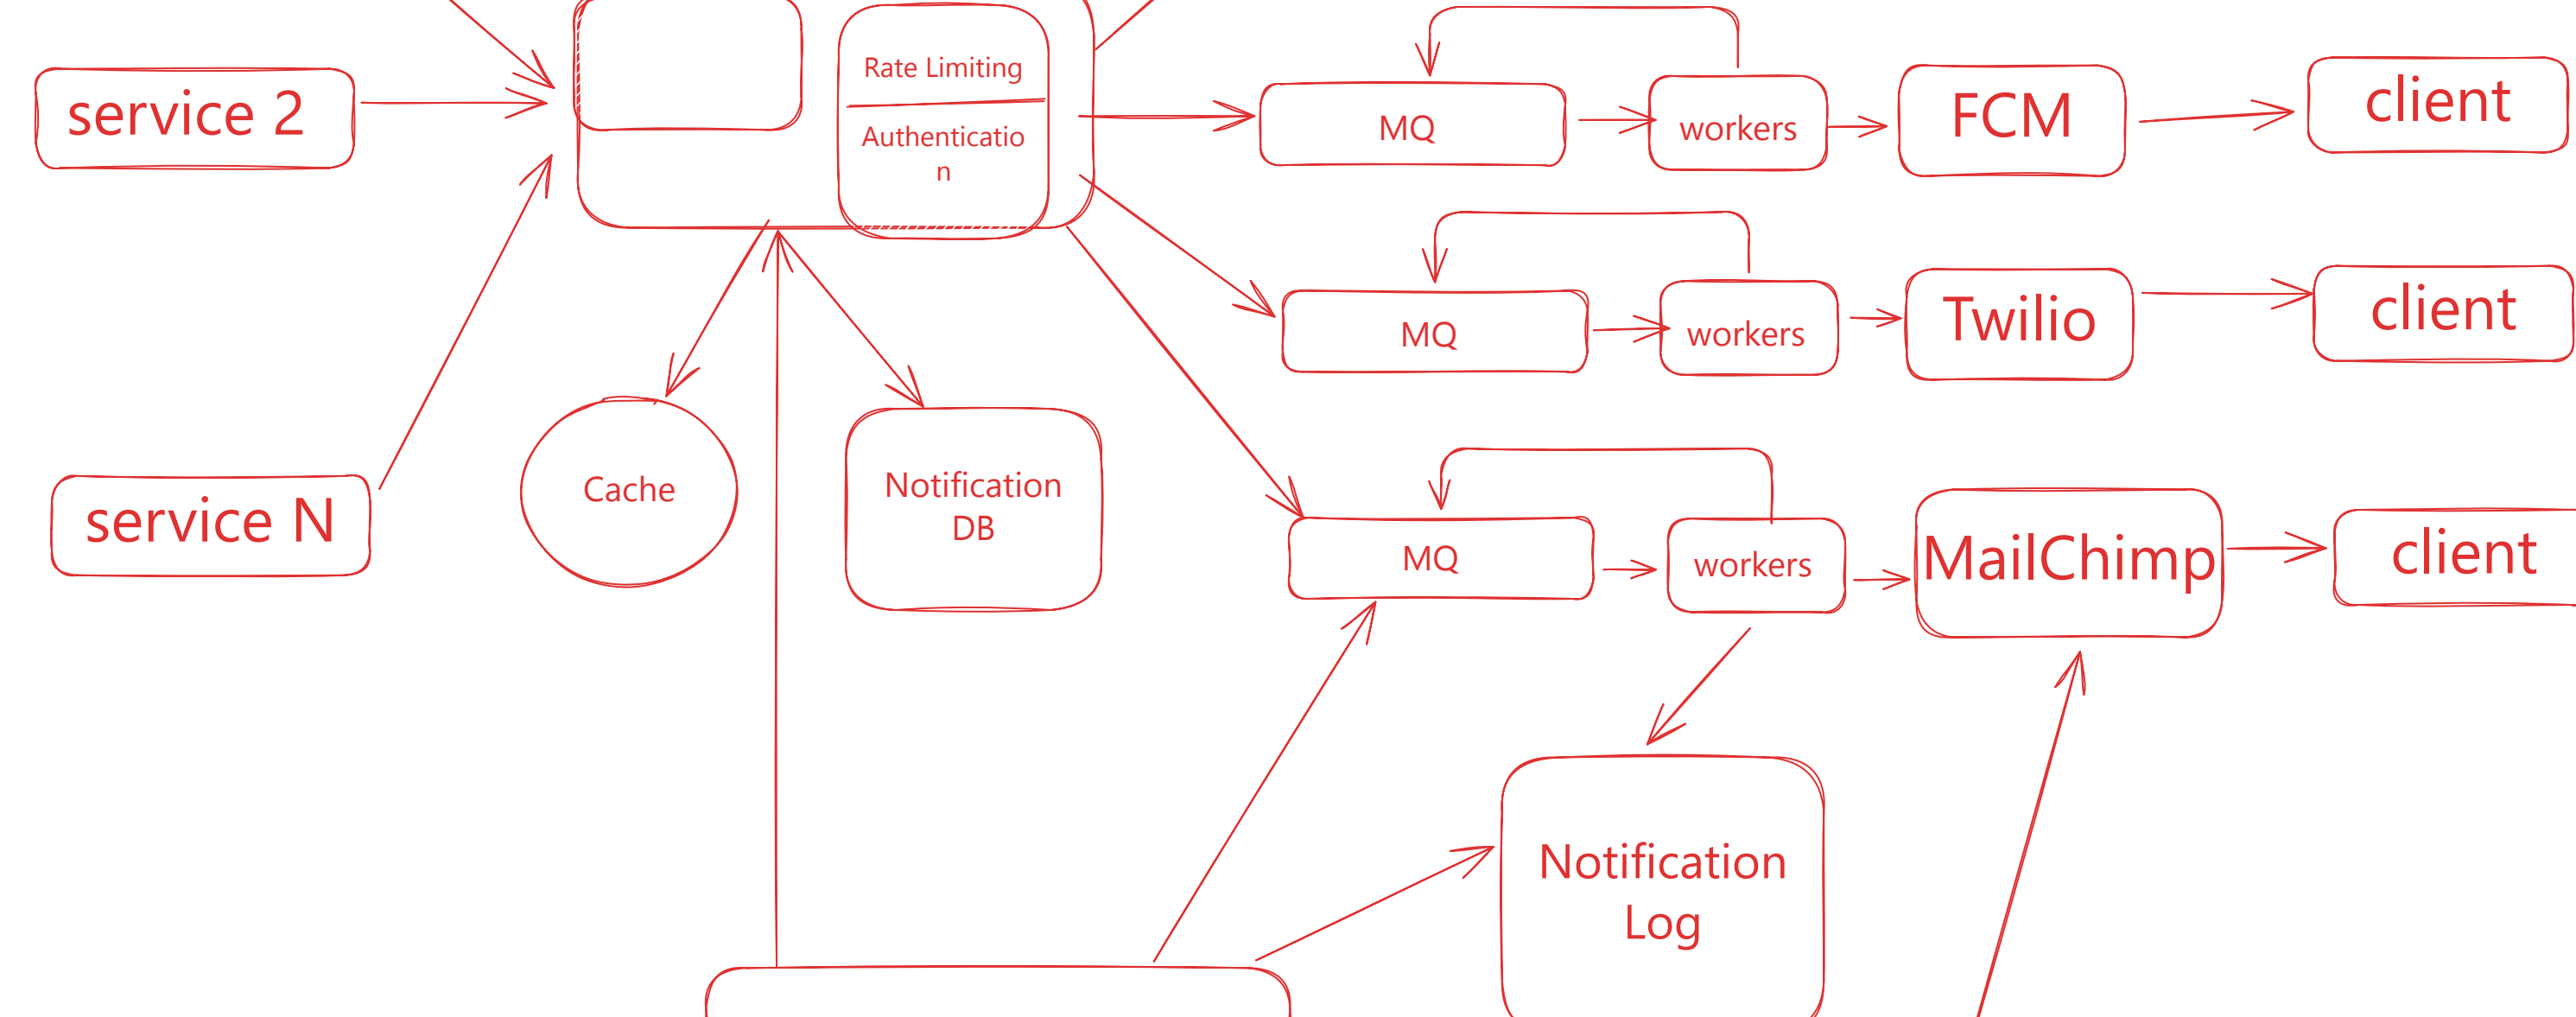 service 2
Rate Limiting
Authenticatio
n
MQ
workers
FCM
client
MQ
workers
Twilio
client
service N
Cache
Notification
DB
MQ
workers
MailChimp
client
Notification
Log